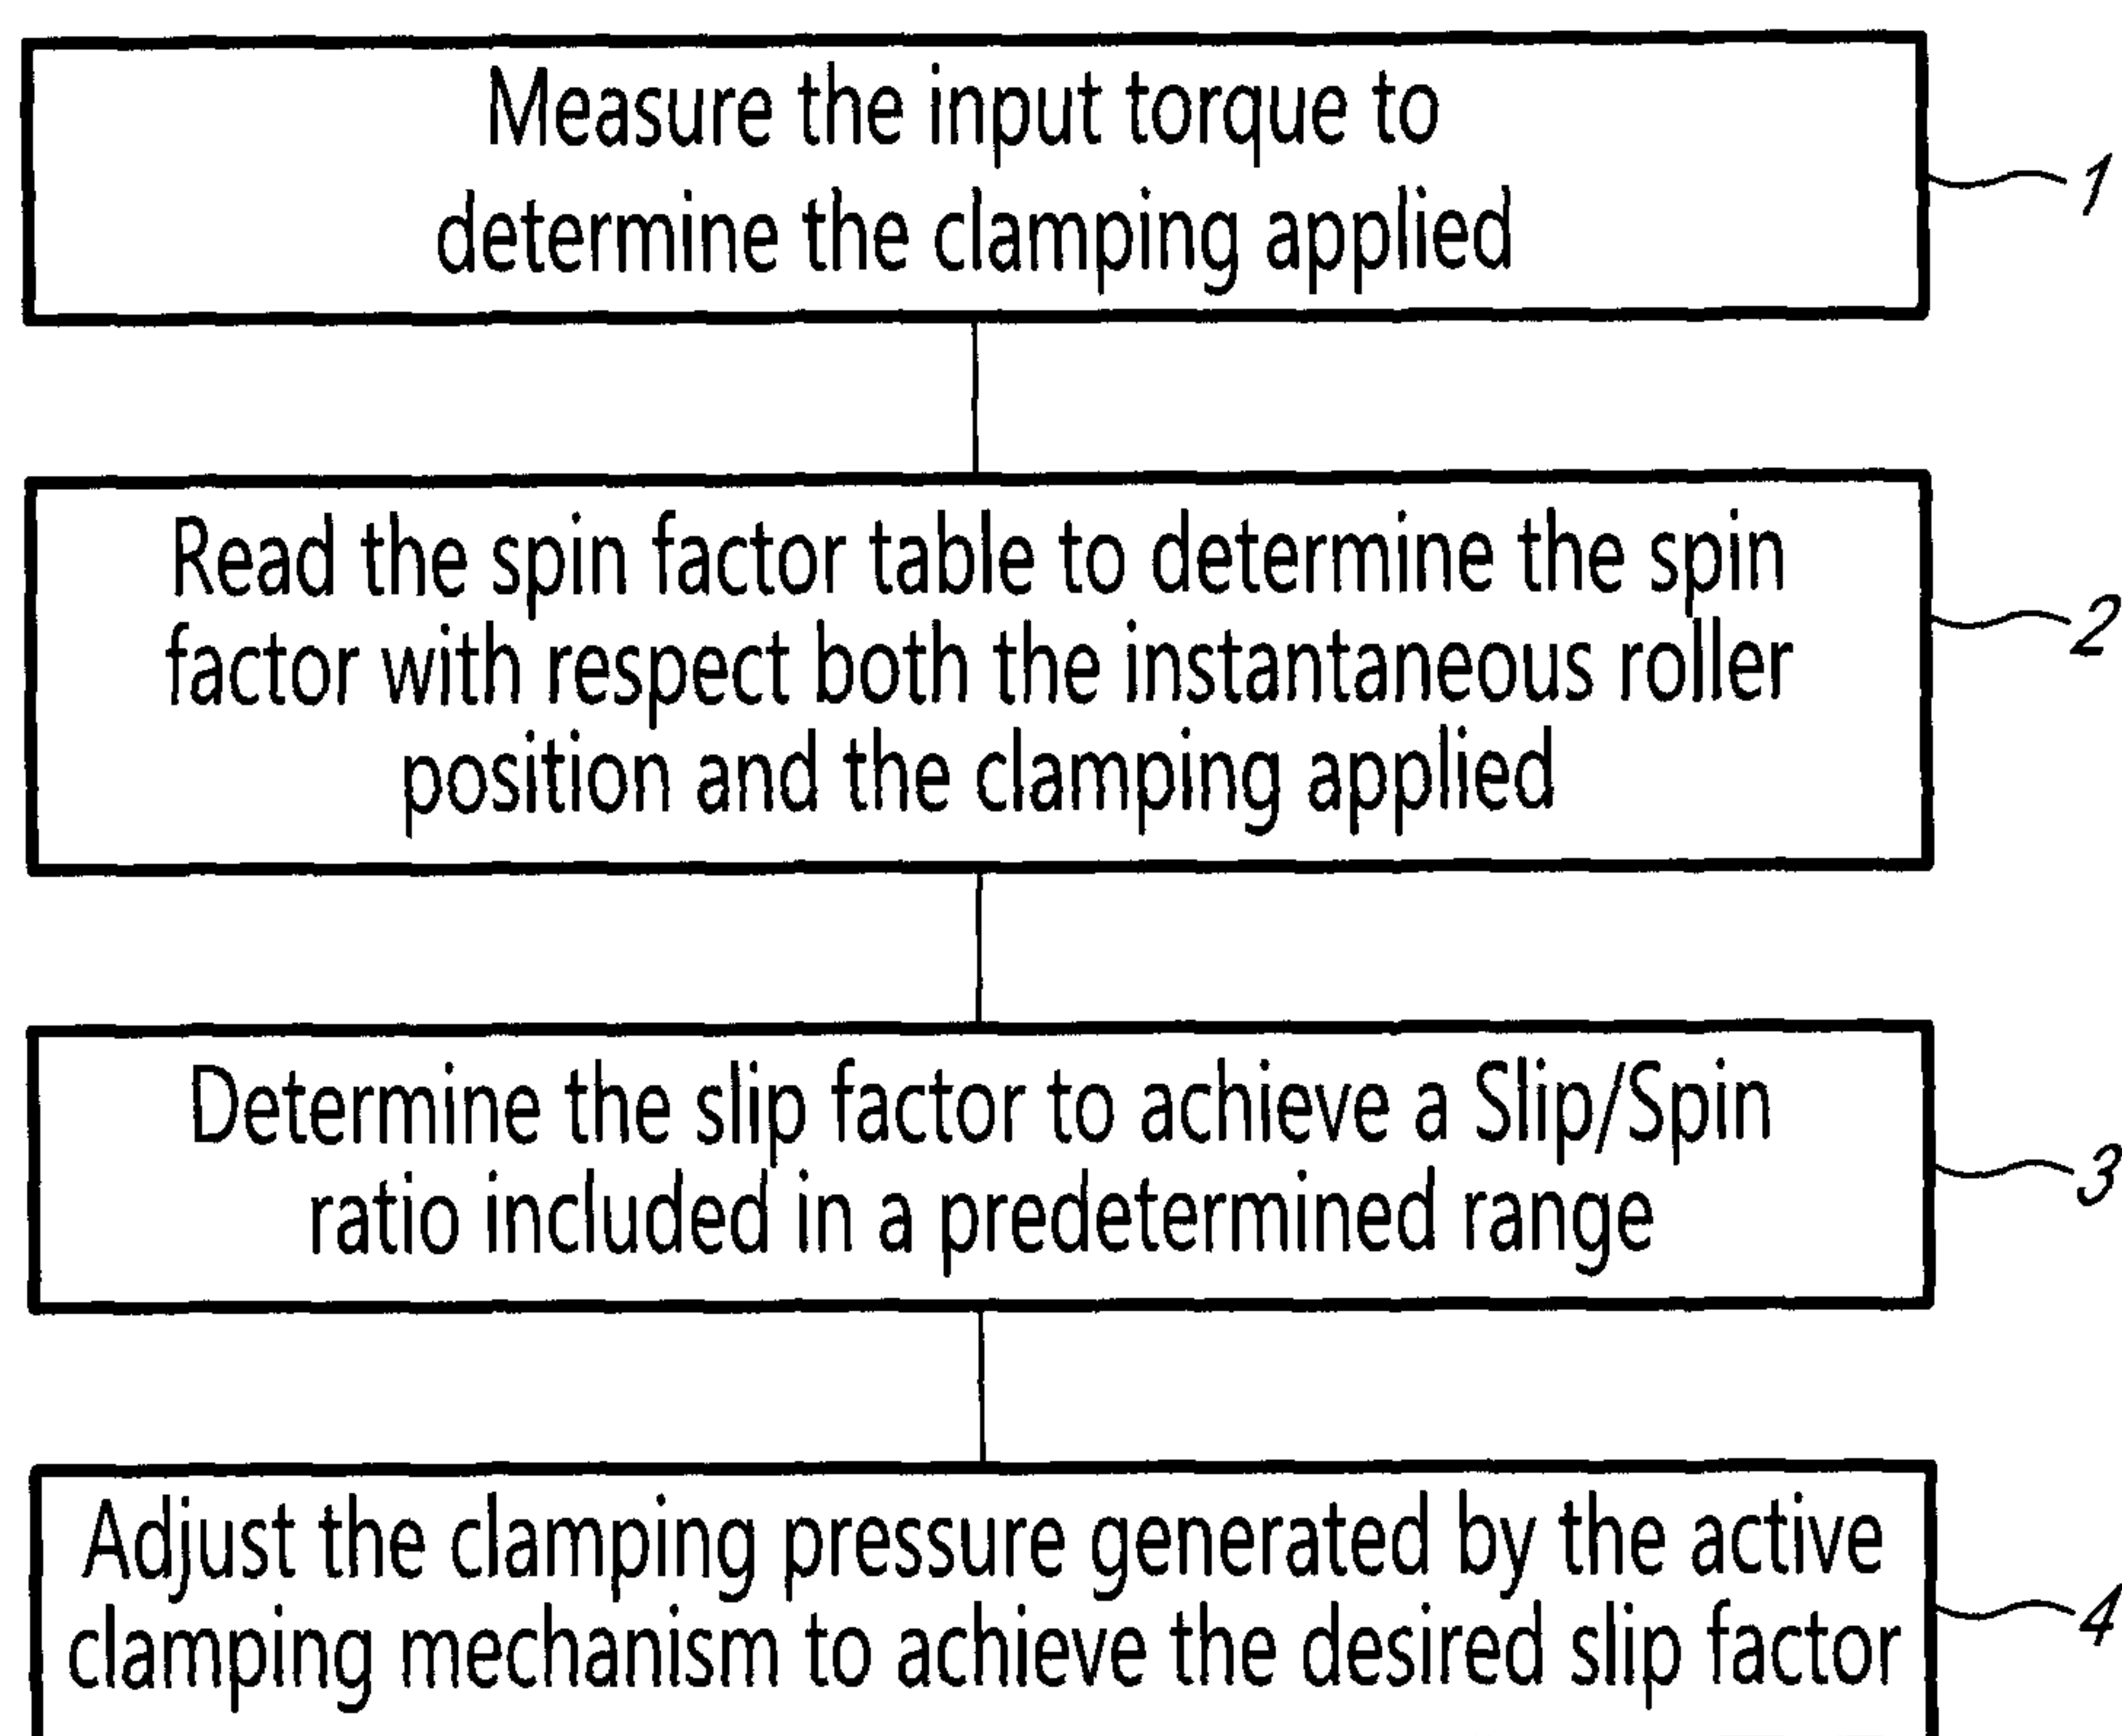 Measure the input torque to
determine the clamping applied
1
Read the spin factor table to determine the spin
factor with respect both the instantaneous roller
position and the clamping applied
2
Determine the slip factor to achieve a Slip/Spin
ratio included in a predetermined range
3
Adjust the clamping pressure generated by the active
clamping mechanism to achieve the desired slip factor
4